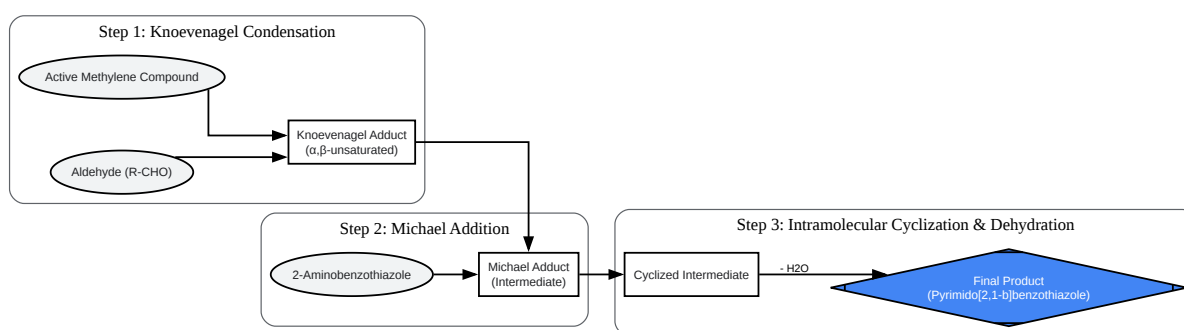 Step 1: Knoevenagel Condensation
Active Methylene Compound
Knoevenagel Adduct
(α,β-unsaturated)
Aldehyde (R-CHO)
Step 2: Michael Addition
2-Aminobenzothiazole
Michael Adduct
(Intermediate)
Step 3: Intramolecular Cyclization & Dehydration
Cyclized Intermediate
- H2O
Final Product
(Pyrimido[2,1-b]benzothiazole)